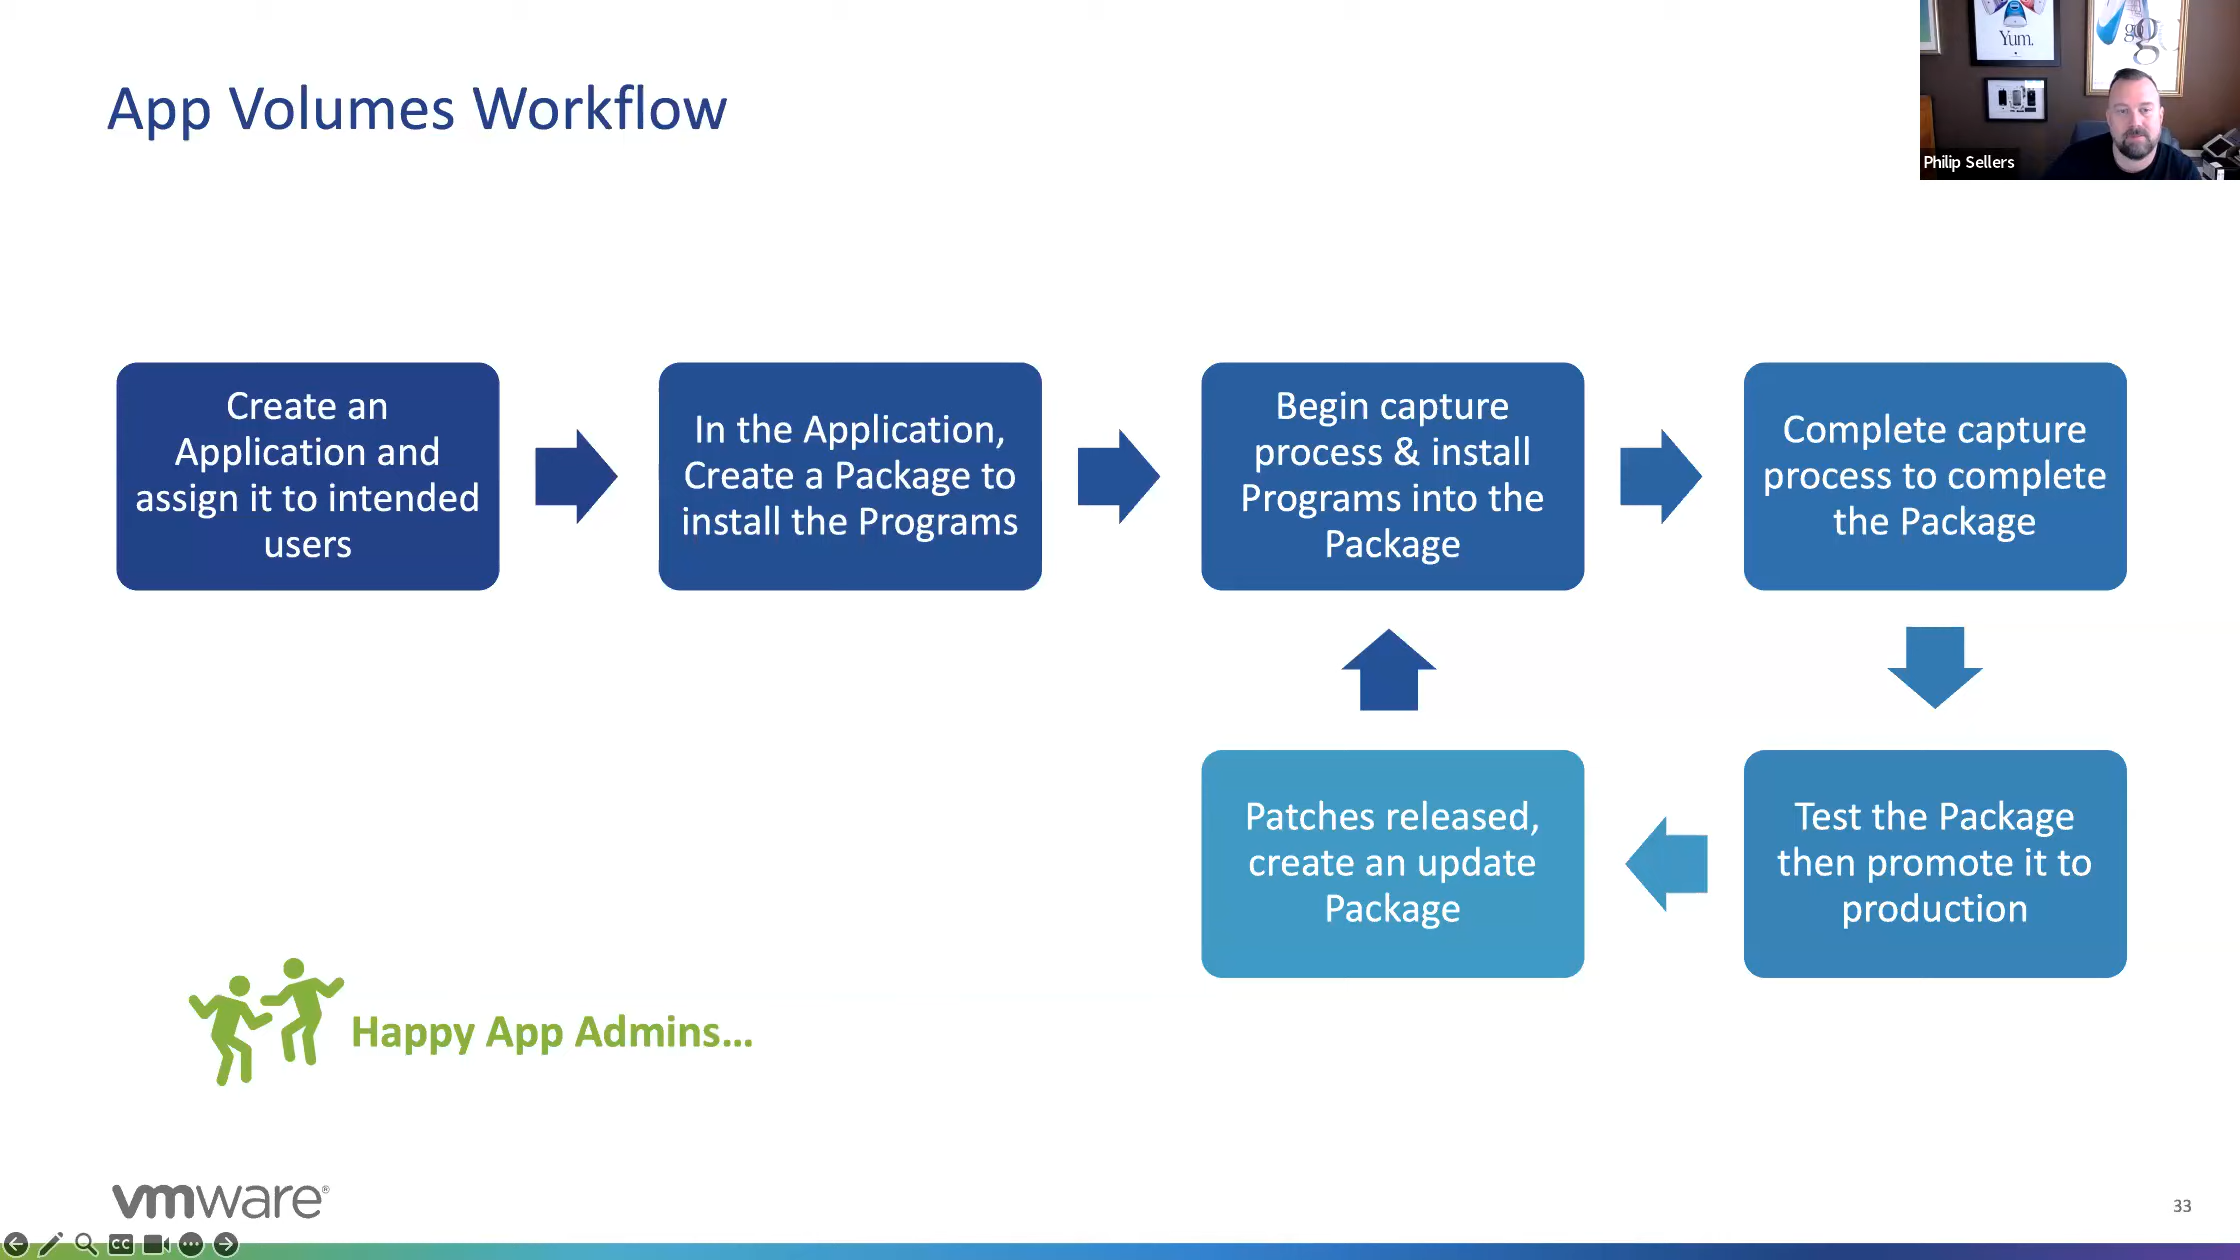 App Volumes Workflow
Yum.
go
Philip Sellers
Create an
Application and
assign it to intended
users
In the Application,
Create a Package to
install the Programs
Begin capture
process & install
Programs into the
Package
Complete capture
process to complete
the Package
Patches released,
create an update
Package
Test the Package
then promote it to
production
Happy App Admins...
vmware®
33
CC